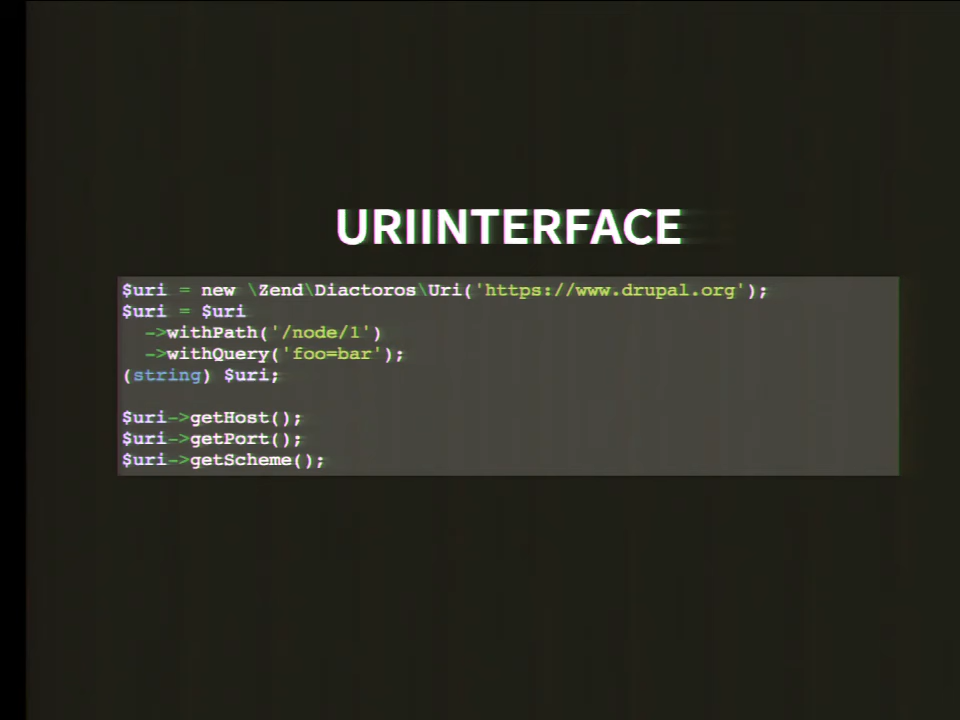 URIINTERFACE
$uri = new \Zend\Diactoros\Uri('https://www.drupal.org');
$uri = $uri
  ->withPath('/node/1')
  ->withQuery('foo=bar');
(string) $uri;

$uri->getHost();
$uri->getPort();
$uri->getScheme();